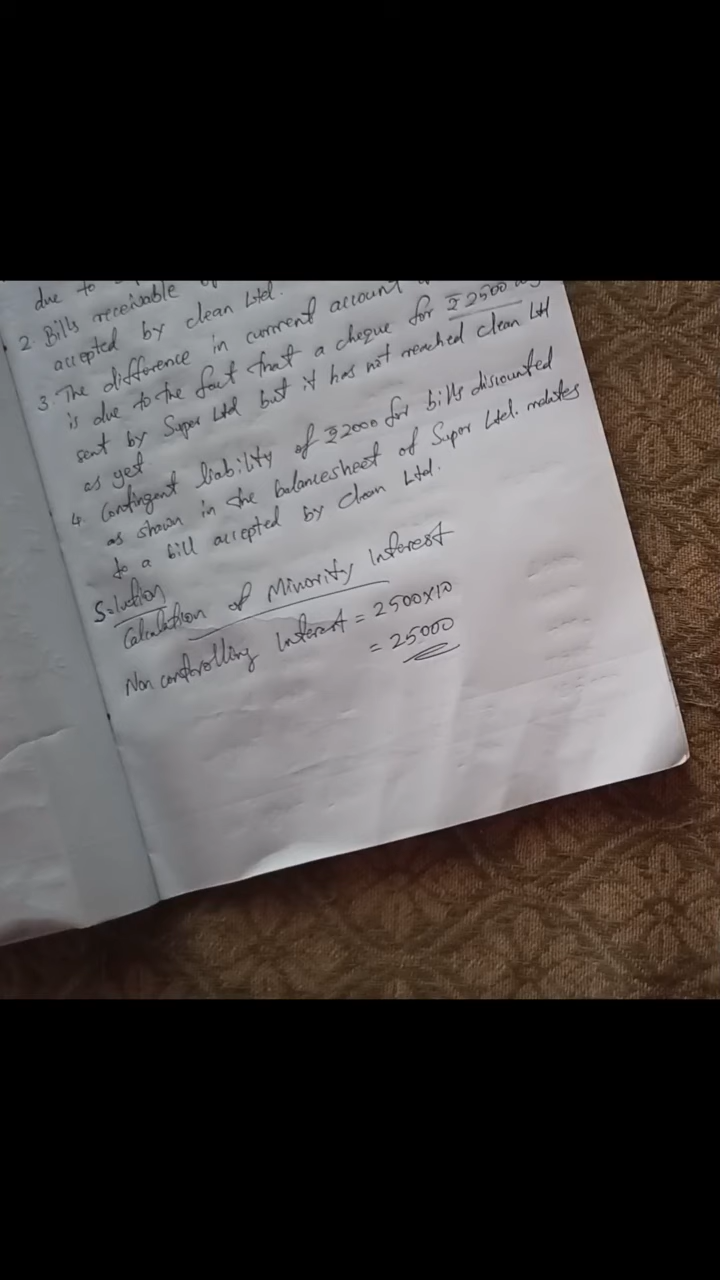 due to
2. Bills receivable
accepted by clean Ltd.
3. The difference in current account
is due to the fact that a cheque for ₹2500
sent by Super Ltd but it has not reached clean Ltd
as yet
4. Contingent liability of ₹2000 for bills discounted
as shown in the balancesheet of Super Ltd. relates
to a bill accepted by clean Ltd.
Solution
Calculation of Minority Interest
Non controlling Interest = 2500x10
= 25000